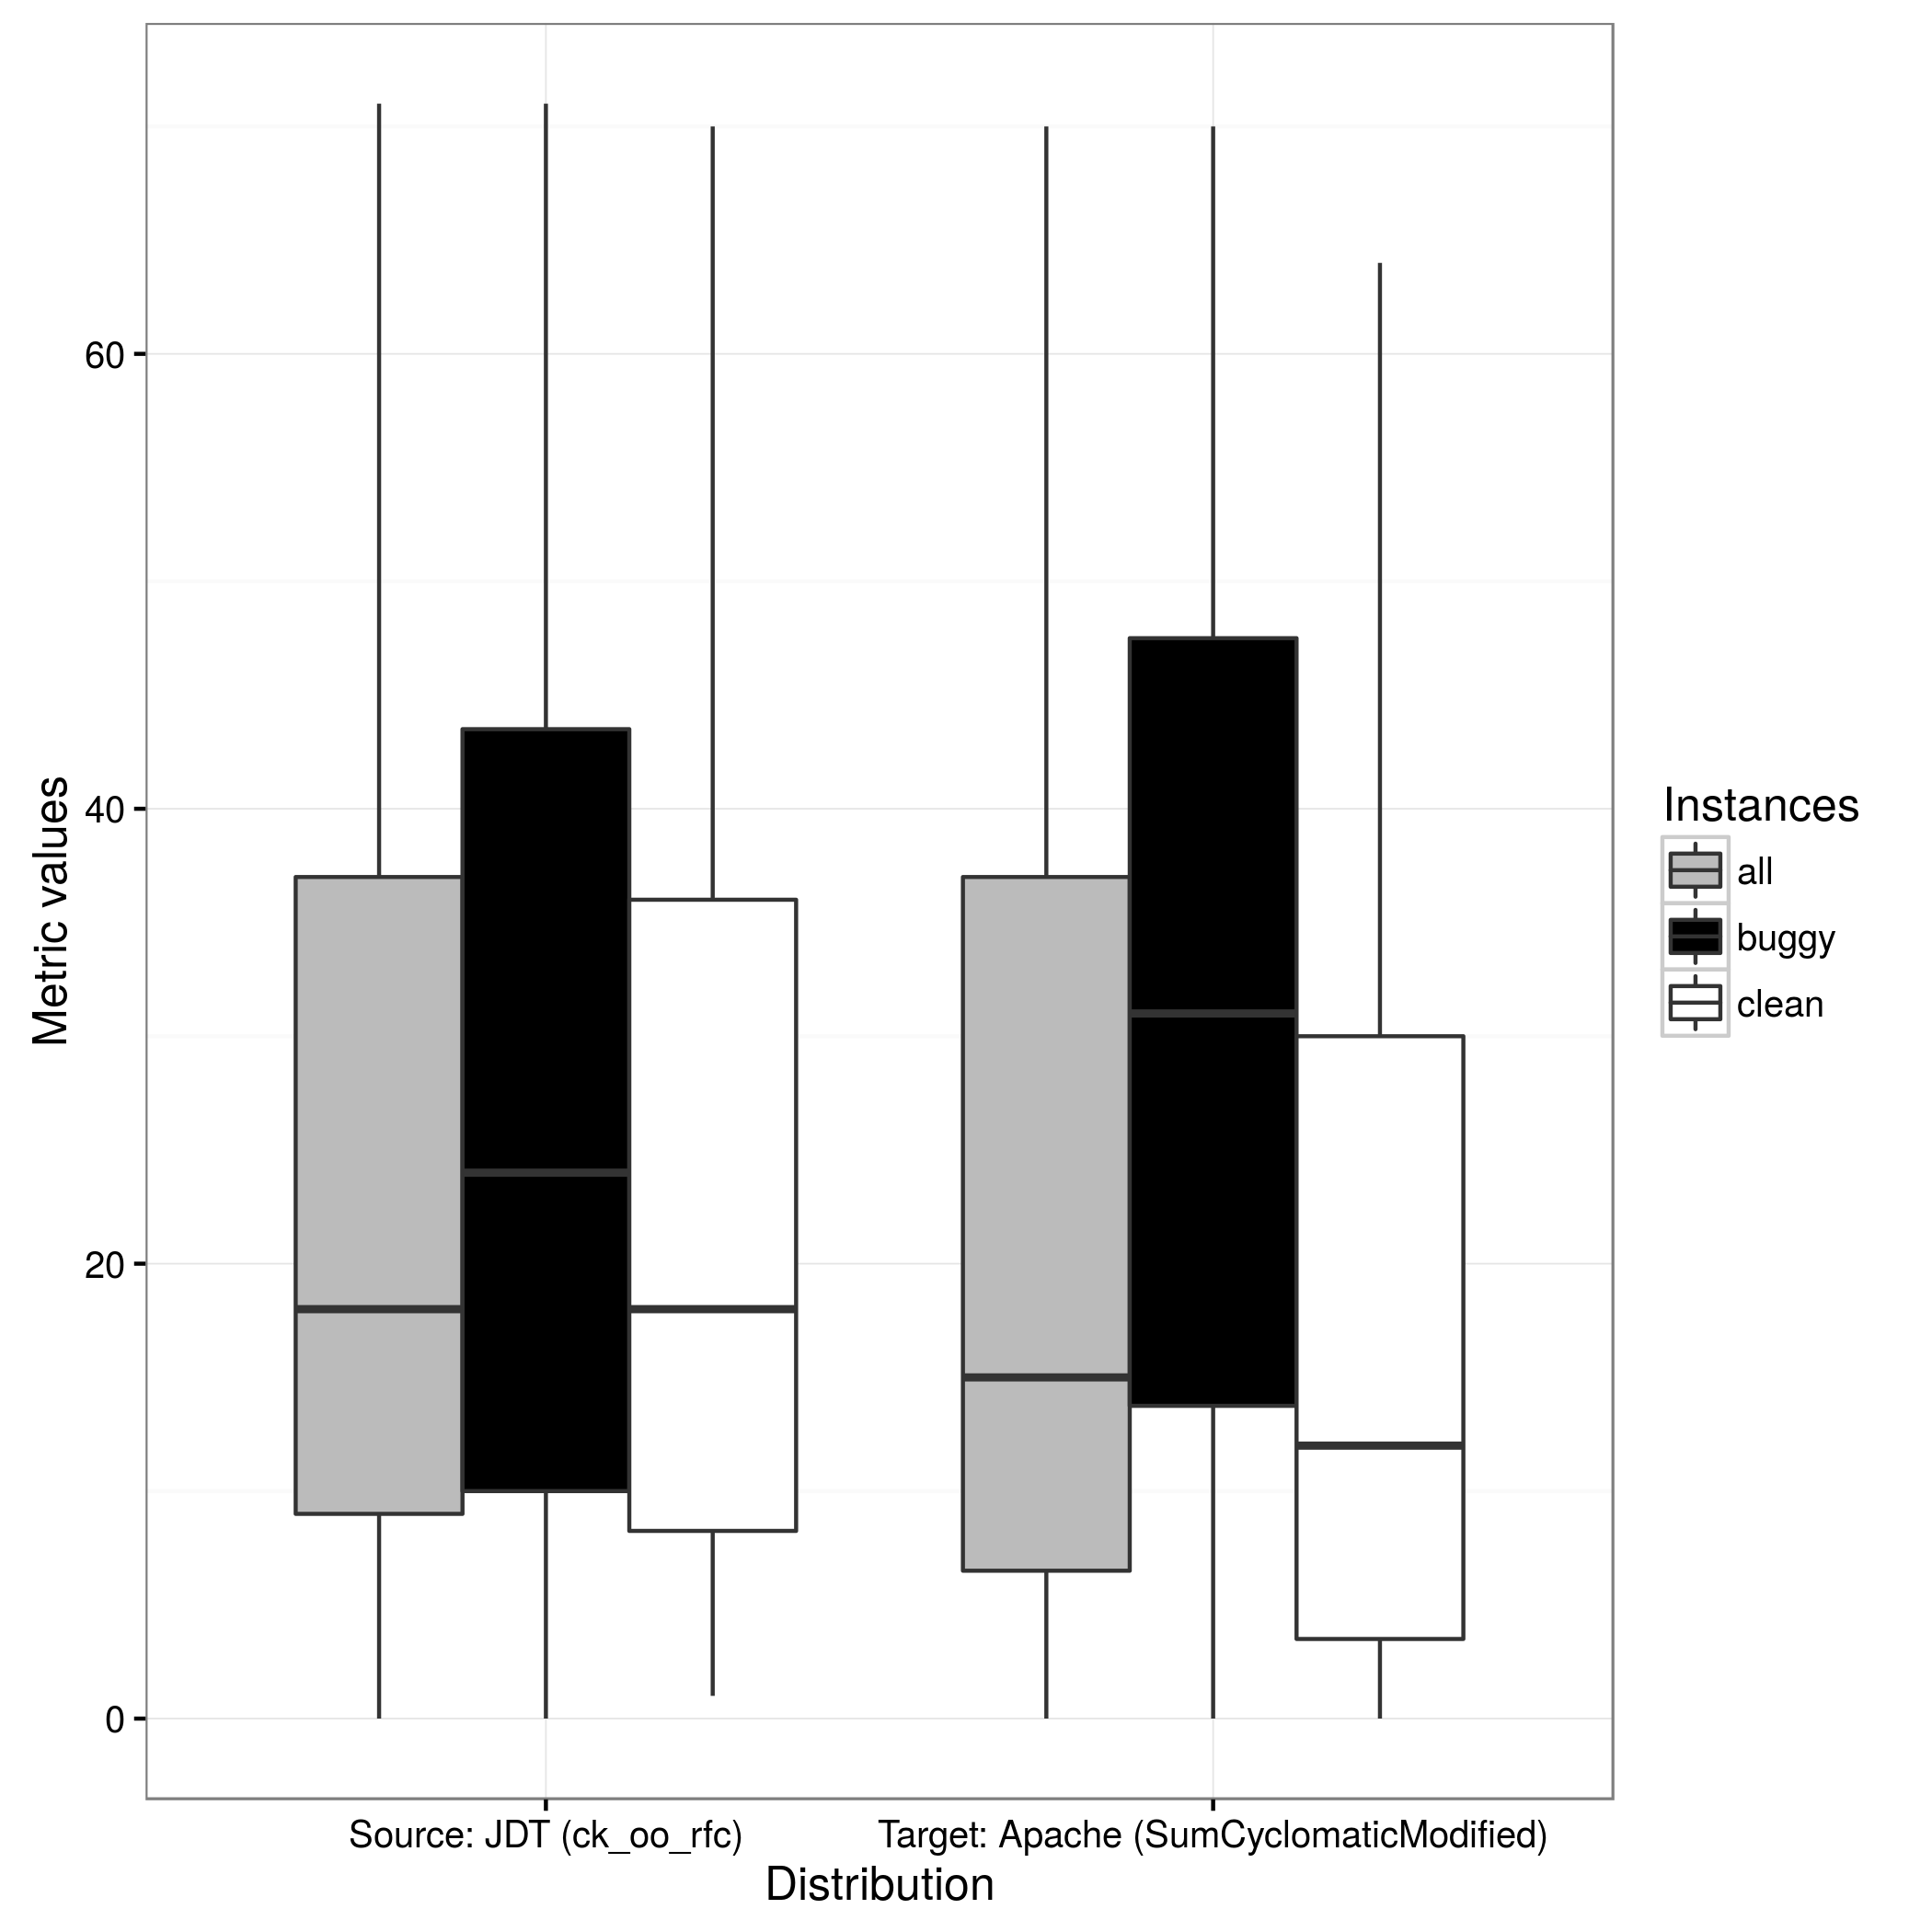 60
40
20
0
Metric values
Source: JDT (ck_oo_rfc)
Target: Apache (SumCyclomaticModified)
Distribution
Instances
all
buggy
clean